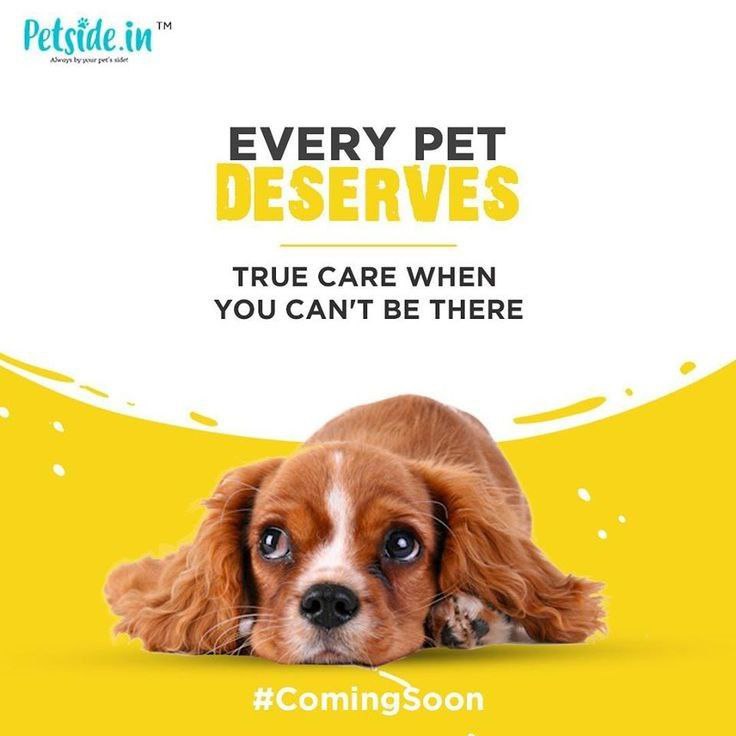 Petside.in™
Always by your pet's side!
EVERY PET
DESERVES
TRUE CARE WHEN
YOU CAN'T BE THERE
#ComingSoon